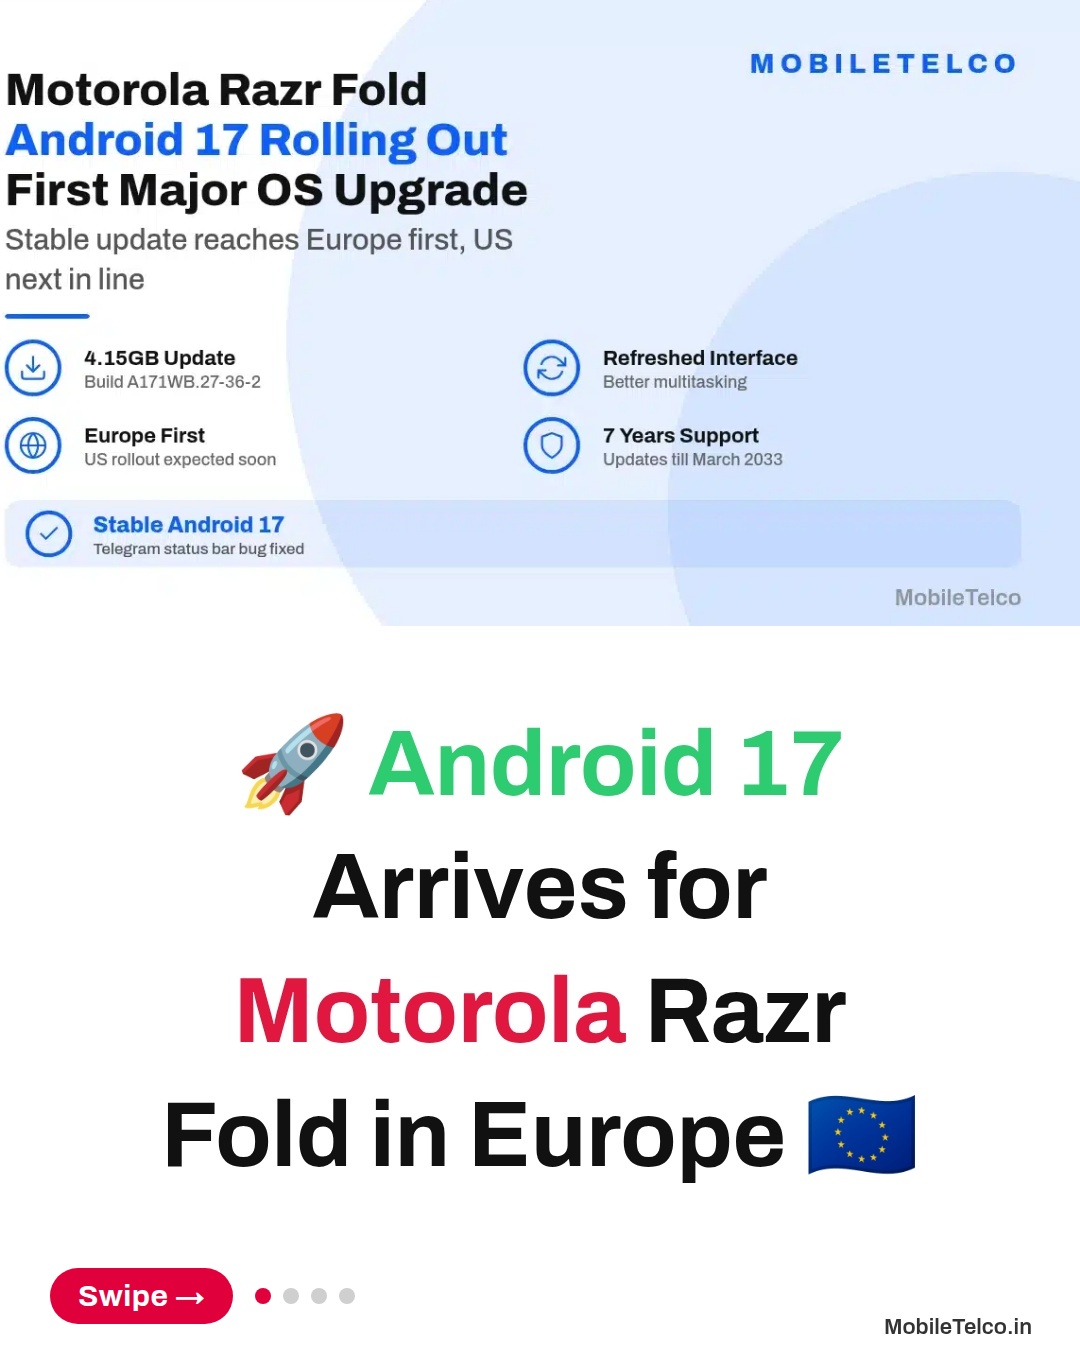 MOBILETELCO
Motorola Razr Fold
Android 17 Rolling Out
First Major OS Upgrade
Stable update reaches Europe first, US
next in line
4.15GB Update
Build A171WB.27-36-2
Refreshed Interface
Better multitasking
Europe First
US rollout expected soon
7 Years Support
Updates till March 2033
Stable Android 17
Telegram status bar bug fixed
MobileTelco
🚀 Android 17
Arrives for
Motorola Razr
Fold in Europe 🇪🇺
Swipe →
MobileTelco.in